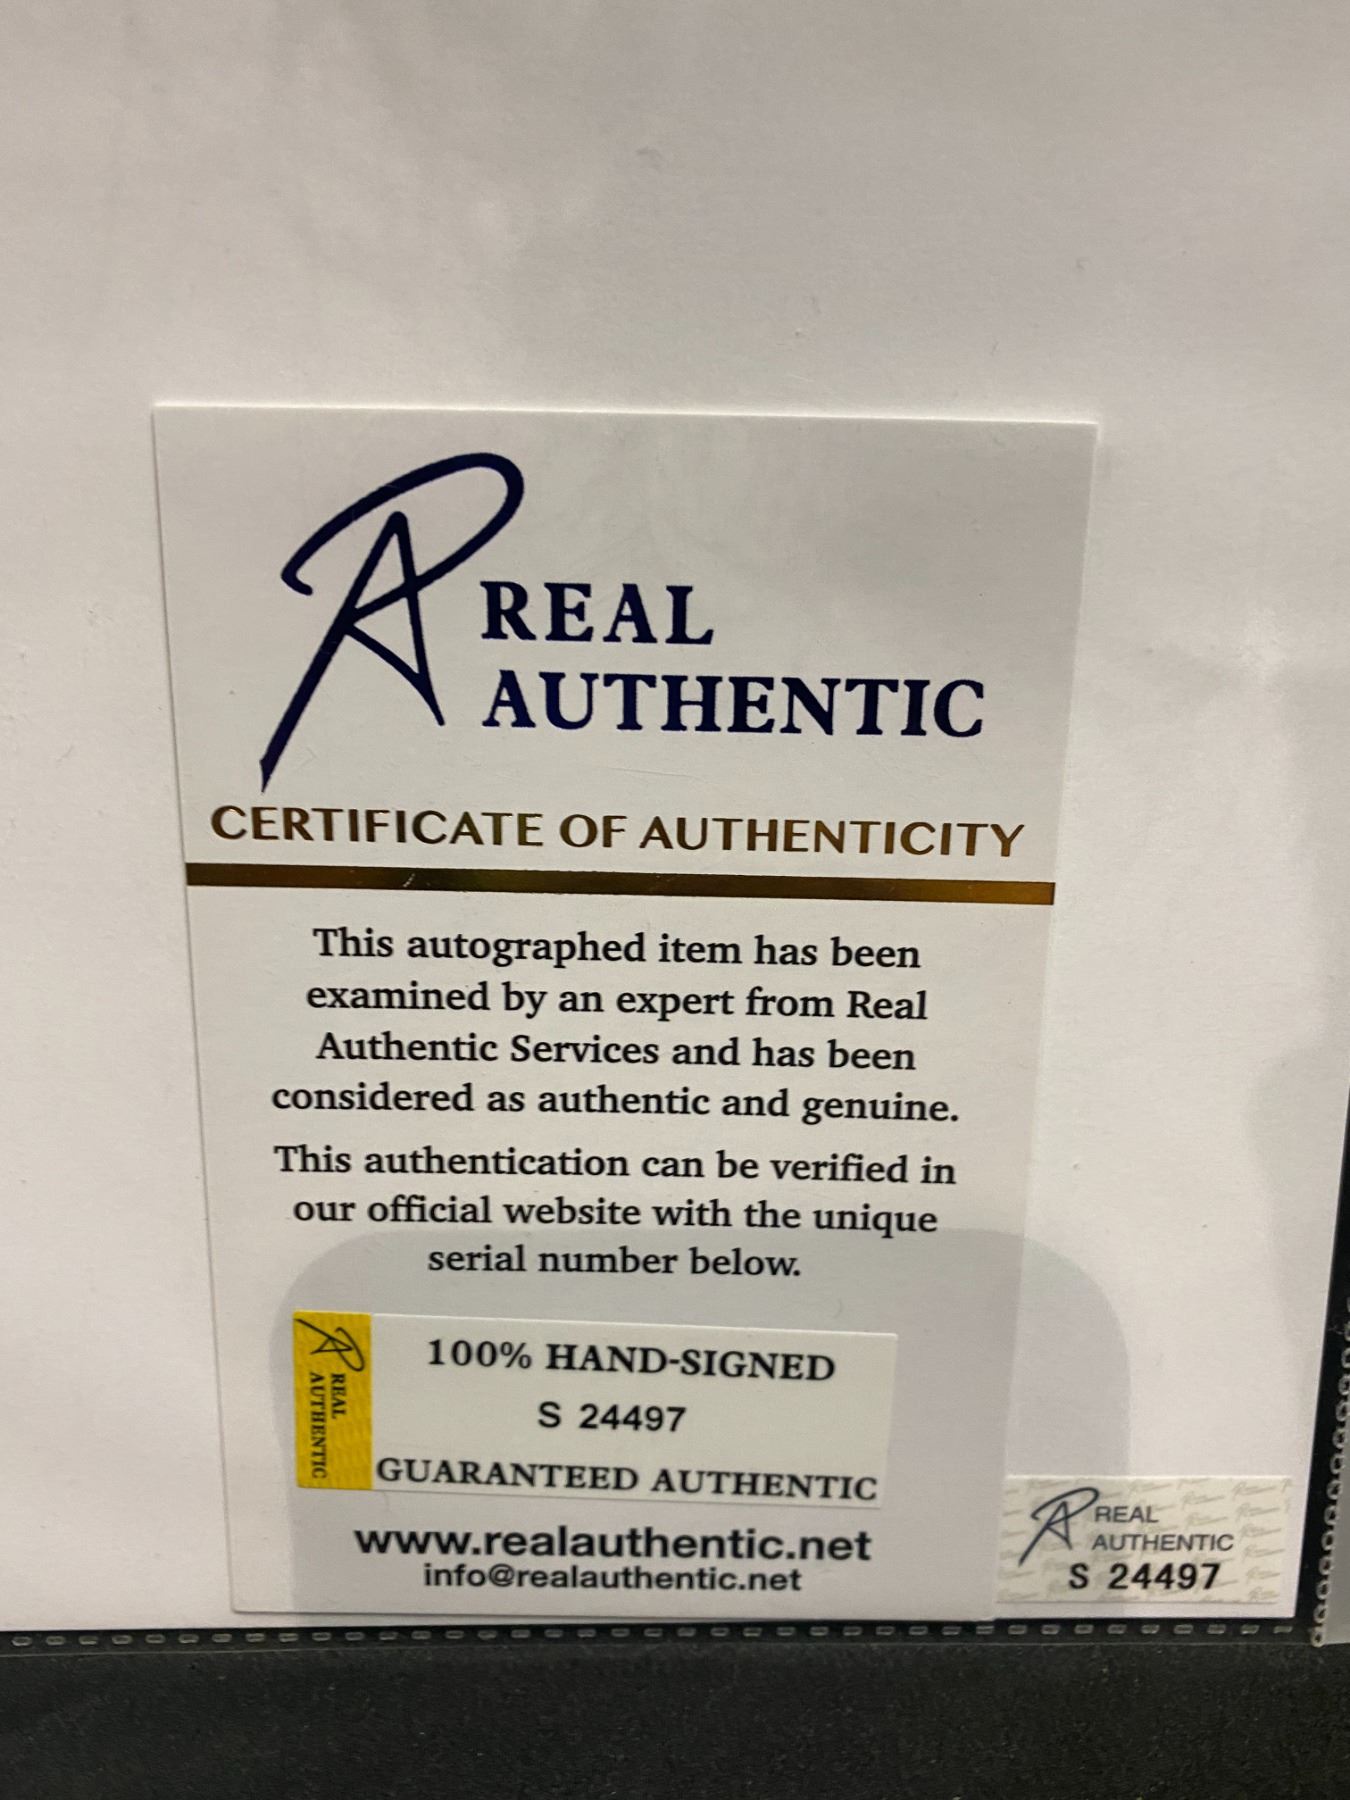 REAL
AUTHENTIC
CERTIFICATE OF AUTHENTICITY
This autographed item has been
examined by an expert from Real
Authentic Services and has been
considered as authentic and genuine.
This authentication can be verified in
our official website with the unique
serial number below.
REAL
AUTHENTIC
100% HAND-SIGNED
S 24497
GUARANTEED AUTHENTIC
www.realauthentic.net
info@realauthentic.net
REAL
AUTHENTIC
S 24497